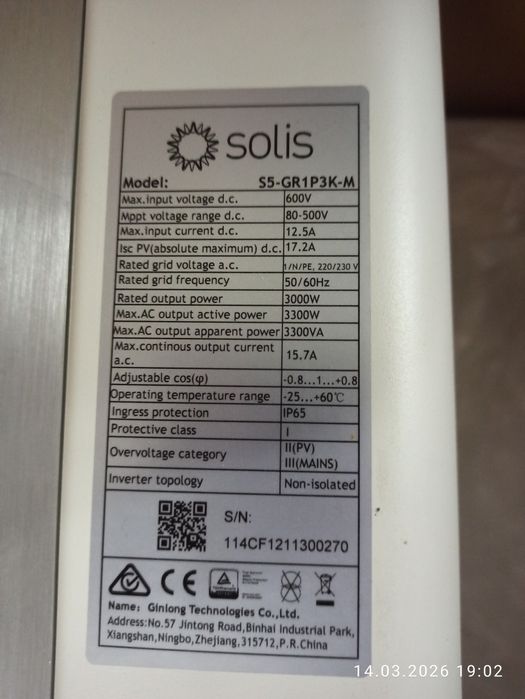 solis
Model: S5-GR1P3K-M
Max.input voltage d.c. 600V
Mppt voltage range d.c. 80-500V
Max.input current d.c. 12.5A
Isc PV(absolute maximum) d.c. 17.2A
Rated grid voltage a.c. 1/N/PE, 220/230 V
Rated grid frequency 50/60Hz
Rated output power 3000W
Max.AC output active power 3300W
Max.AC output apparent power 3300VA
Max.continous output current
a.c. 15.7A
Adjustable cos(φ) -0.8...1...+0.8
Operating temperature range -25...+60℃
Ingress protection IP65
Protective class I
Overvoltage category II(PV)
III(MAINS)
Inverter topology Non-isolated
S/N:
114CF1211300270
CE
Name: Ginlong Technologies Co.,Ltd.
Address:No.57 Jintong Road,Binhai Industrial Park,
Xiangshan,Ningbo,Zhejiang,315712,P.R.China
14.03.2026 19:02